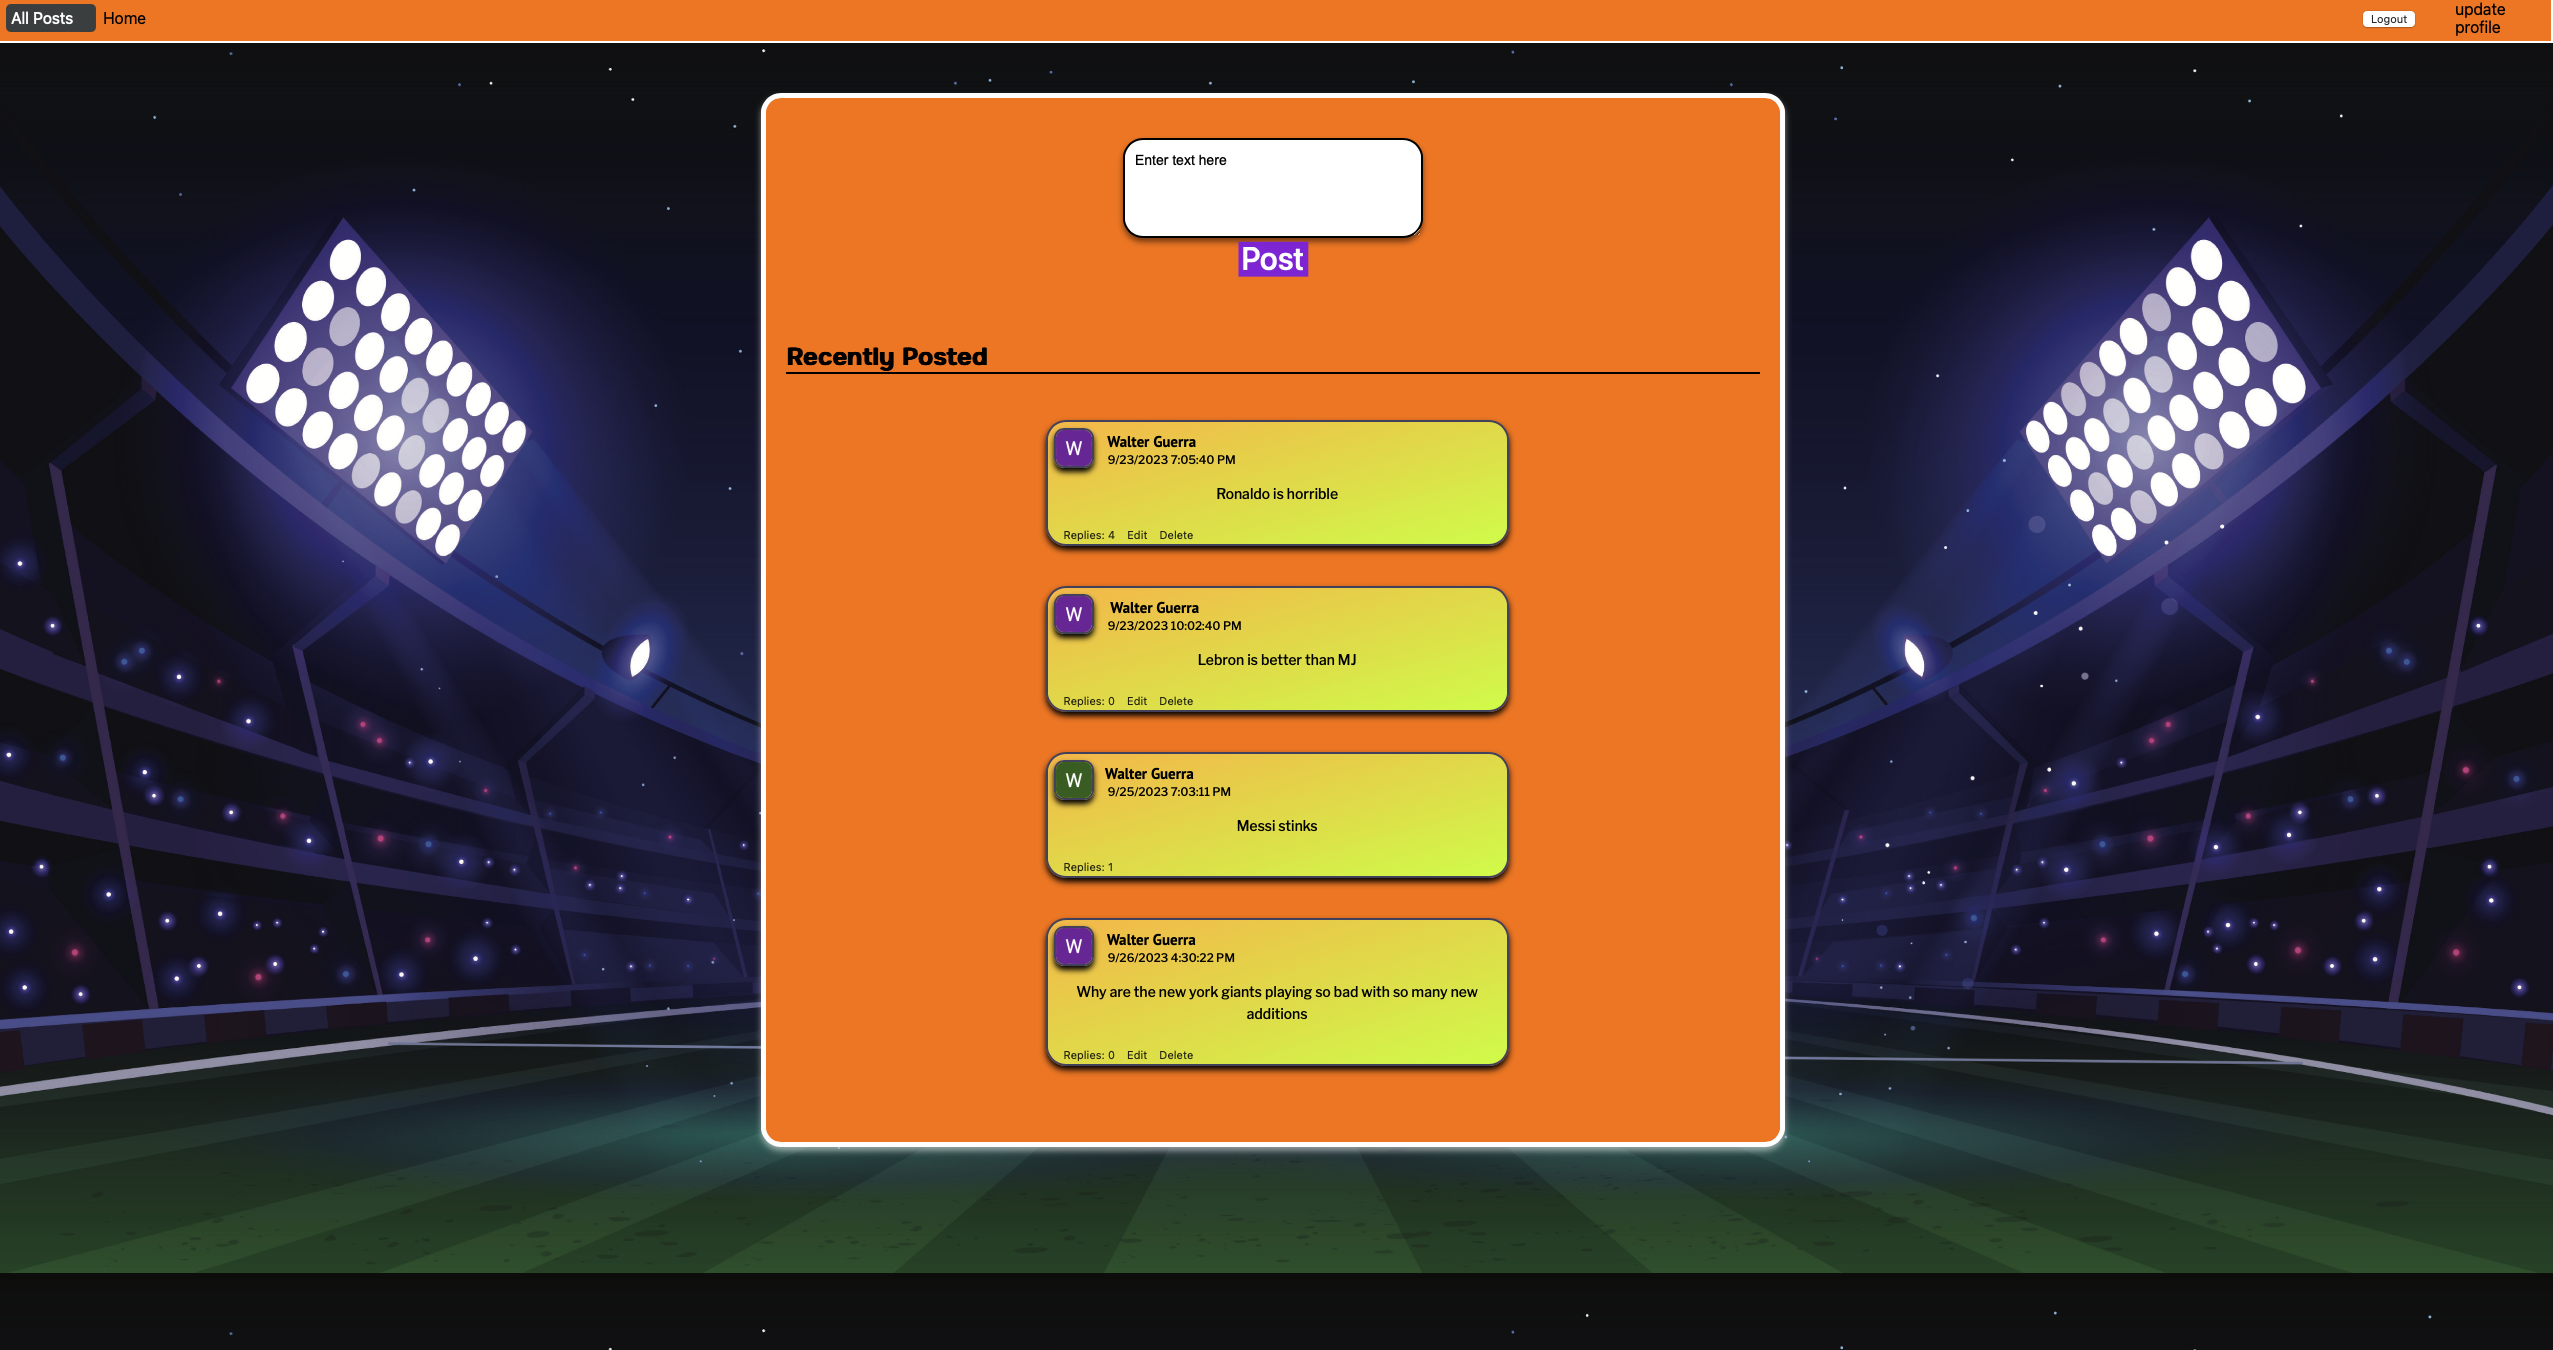 All Posts Home Logout update
profile
Enter text here
Post
Recently Posted
W Walter Guerra
9/23/2023 7:05:40 PM
Ronaldo is horrible
Replies: 4 Edit Delete
W Walter Guerra
9/23/2023 10:02:40 PM
Lebron is better than MJ
Replies: 0 Edit Delete
W Walter Guerra
9/25/2023 7:03:11 PM
Messi stinks
Replies: 1
W Walter Guerra
9/26/2023 4:30:22 PM
Why are the new york giants playing so bad with so many new
additions
Replies: 0 Edit Delete